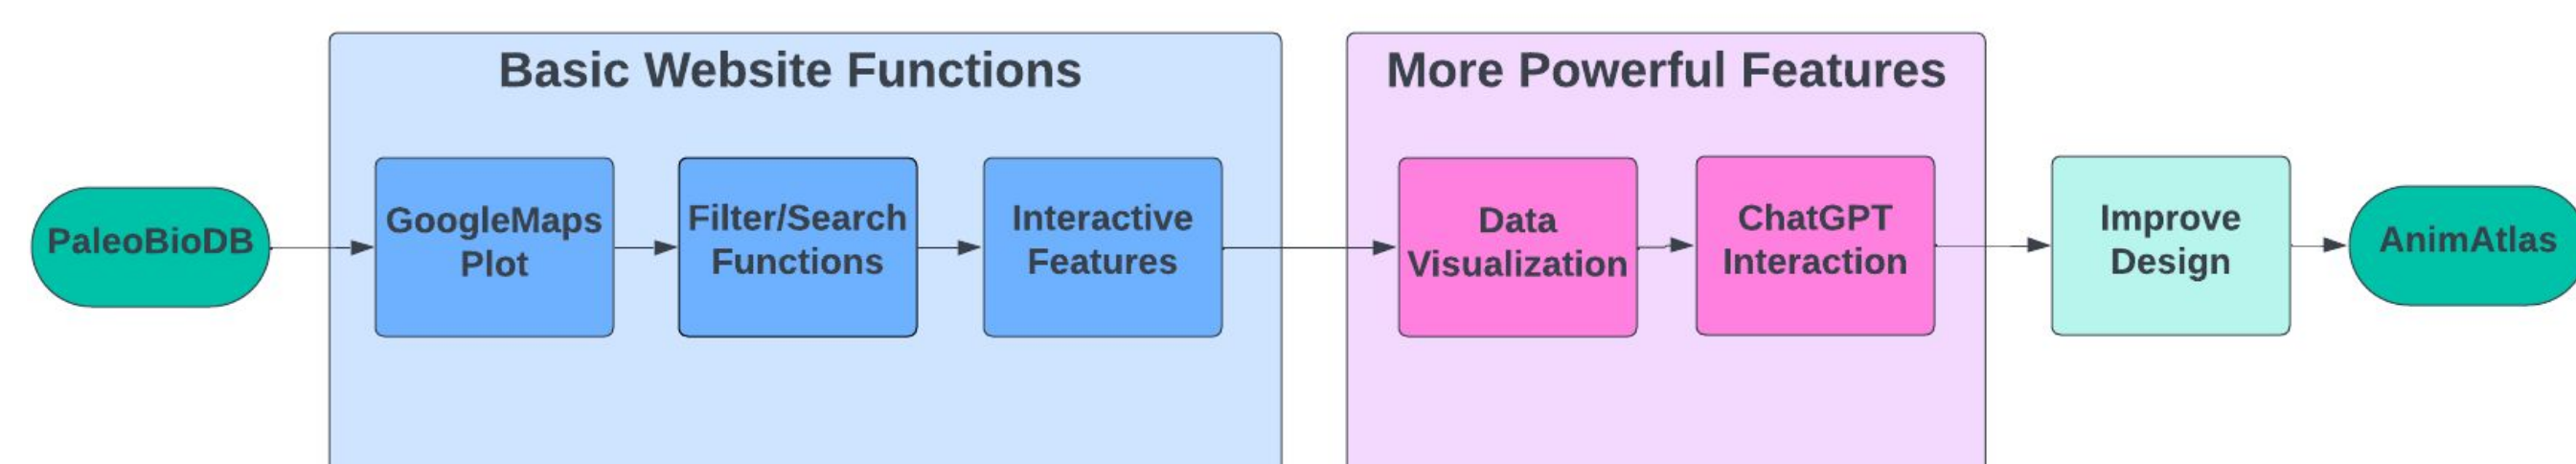 Basic Website Functions
More Powerful Features
PaleoBioDB
GoogleMaps
Plot
Filter/Search
Functions
Interactive
Features
Data
Visualization
ChatGPT
Interaction
Improve
Design
AnimAtlas